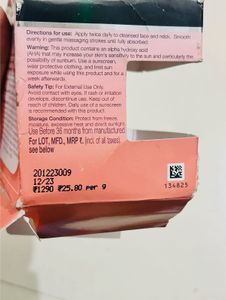 Directions for use: Apply twice daily to cleansed face and neck. Smooth
evenly in gentle massaging strokes until fully absorbed.
Warning: This product contains an alpha hydroxy acid
(AHA) that may increase your skin's sensitivity to the sun and particularly the
possibility of sunburn. Use a sunscreen,
wear protective clothing, and limit sun
exposure while using this product and for a
week afterwards.
Safety Tip: For External Use Only.
Avoid contact with eyes. If rash or irritation
develops, discontinue use. Keep out of
reach of children. Daily use of a sunscreen
is recommended with this product.
Storage Condition: Protect from freeze,
moisture, excessive heat and direct sunlight.
Use Before 36 months from manufactured
For LOT, MFD., MRP ₹. (incl. of all taxes),
see below
201223009
12/23
₹1290 ₹25.80 per g
134825